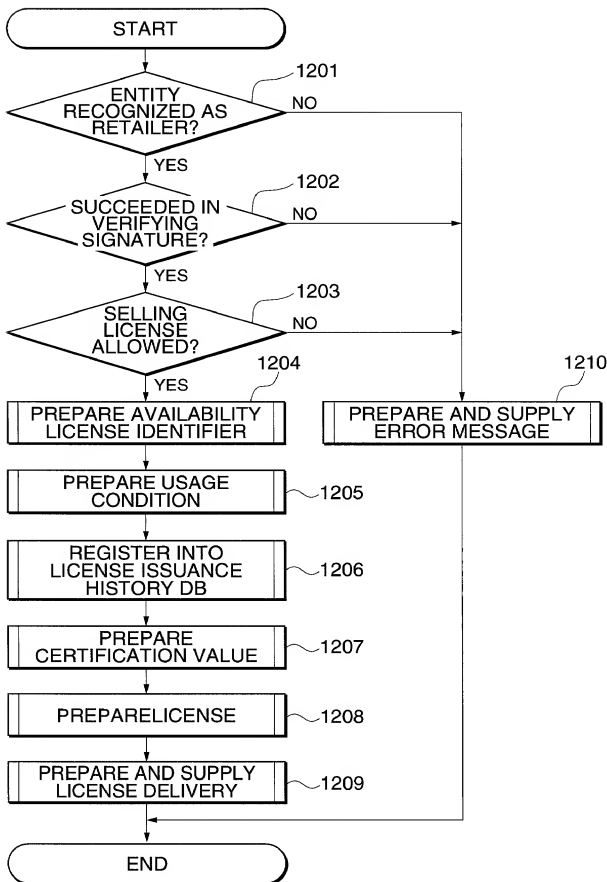 START
1201
ENTITY
RECOGNIZED AS
RETAILER?
NO
YES
1202
SUCCEEDED IN
VERIFYING
SIGNATURE?
NO
YES
1203
SELLING
LICENSE
ALLOWED?
NO
YES
1204
PREPARE AVAILABILITY
LICENSE IDENTIFIER
1210
PREPARE AND SUPPLY
ERROR MESSAGE
PREPARE USAGE
CONDITION
1205
REGISTER INTO
LICENSE ISSUANCE
HISTORY DB
1206
PREPARE
CERTIFICATION VALUE
1207
PREPARELICENSE
1208
PREPARE AND SUPPLY
LICENSE DELIVERY
1209
END